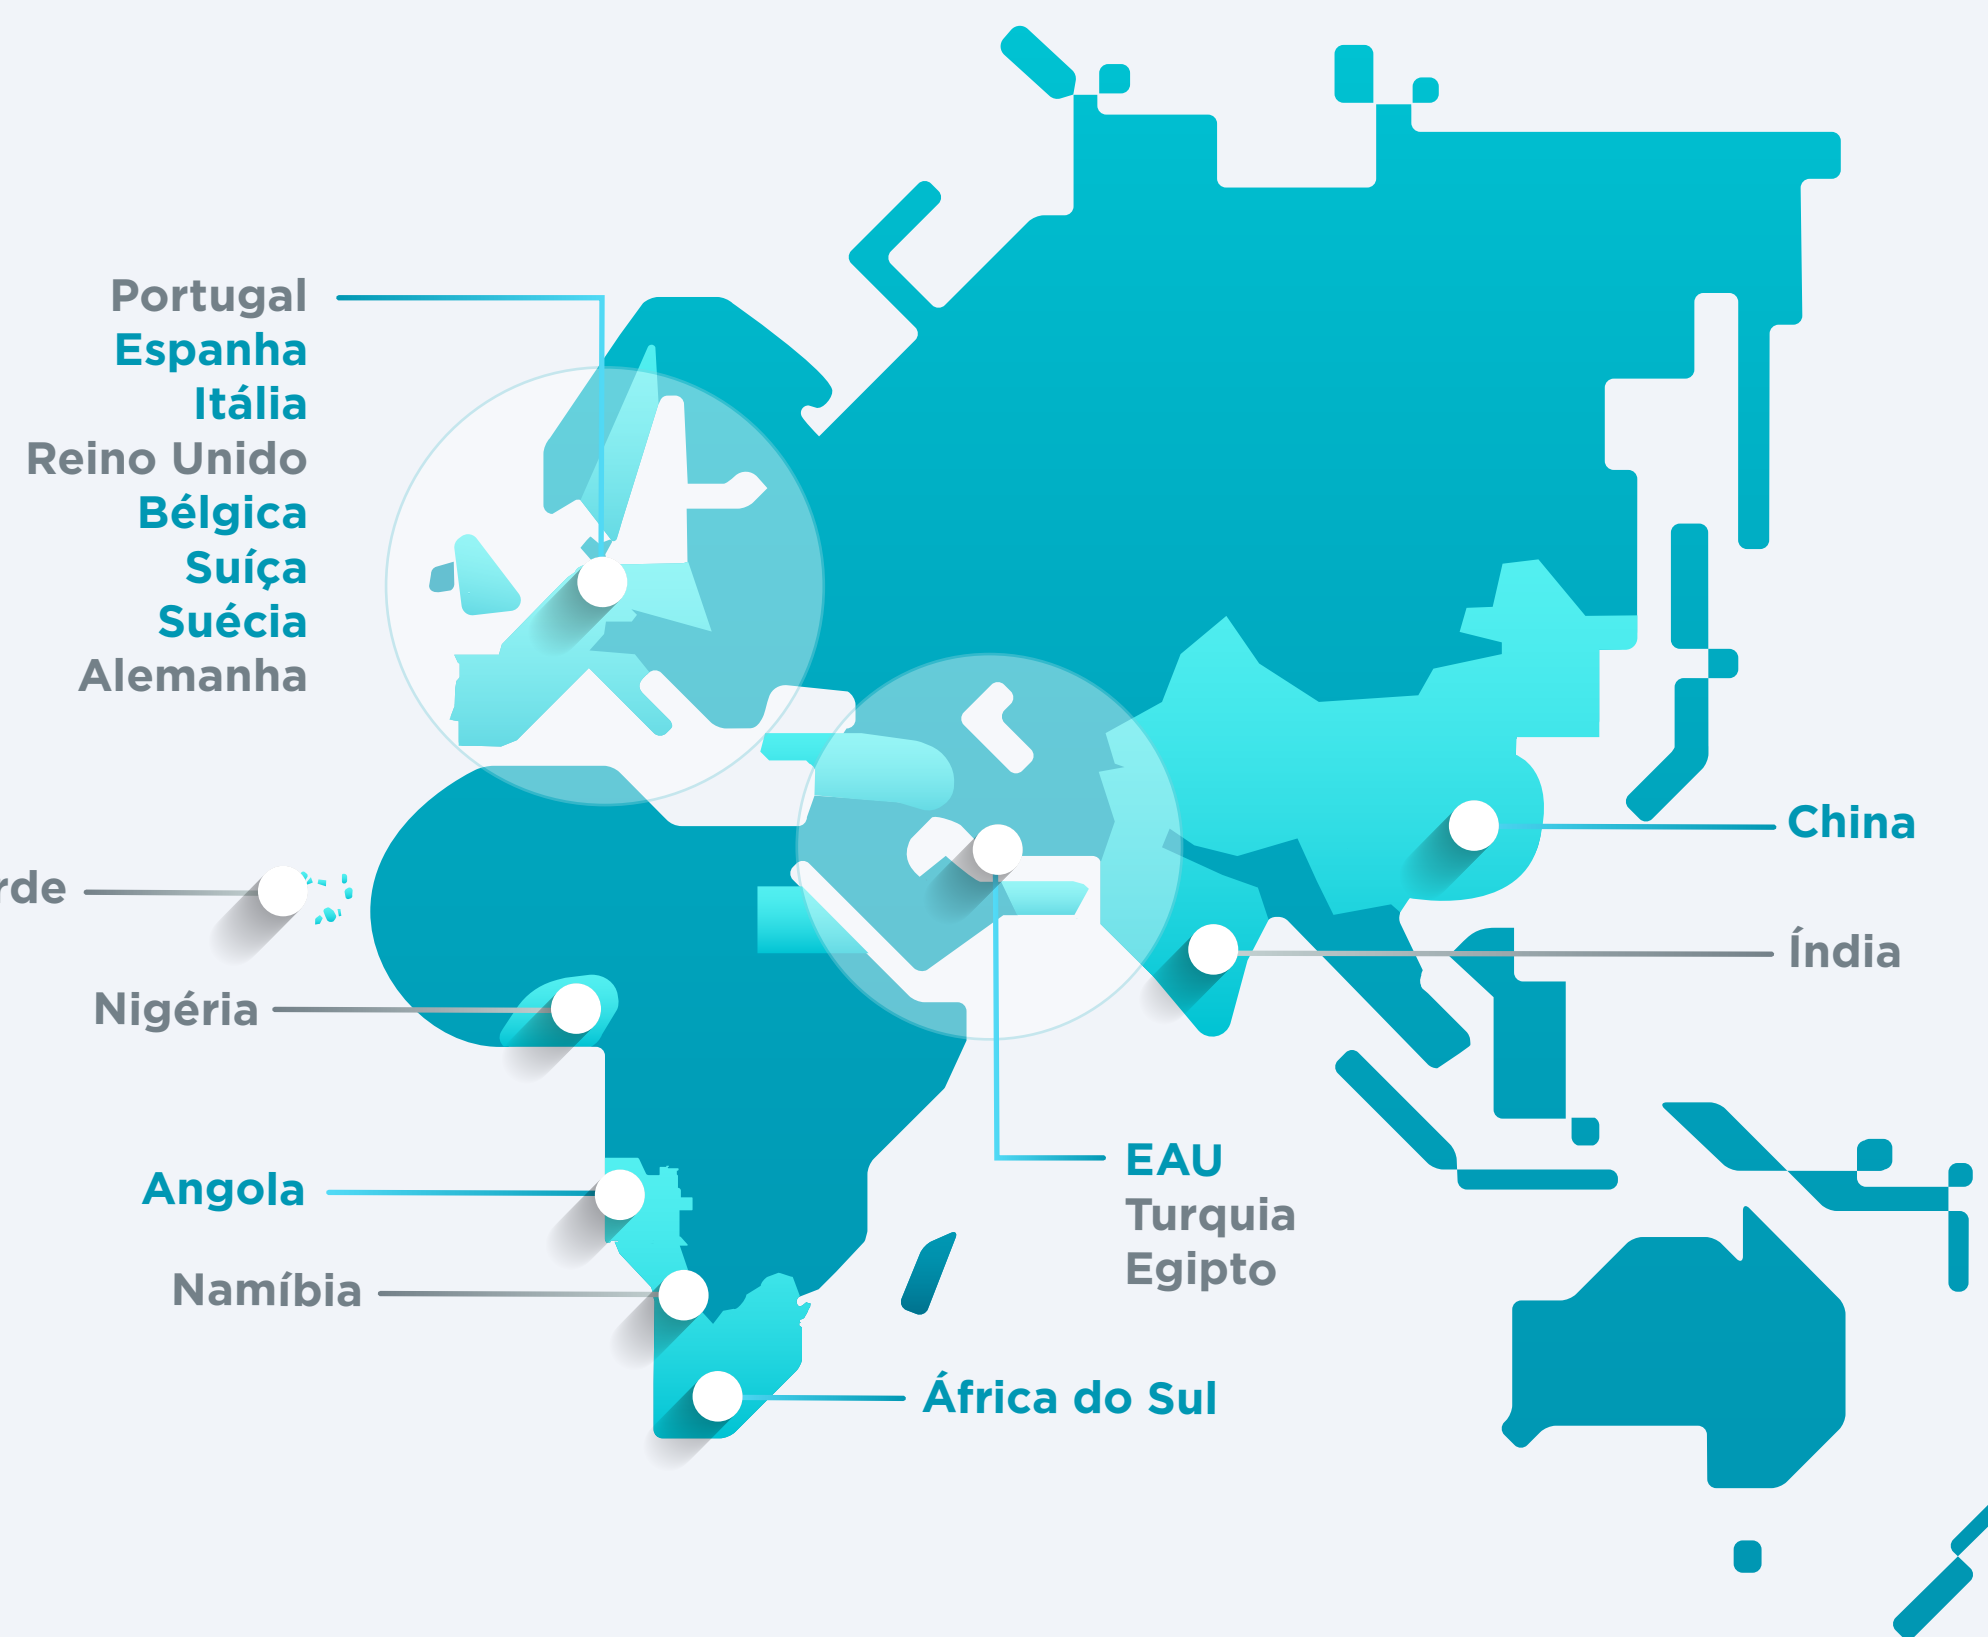 Portugal
Espanha
Itália
Reino Unido
Bélgica
Suíça
Suécia
Alemanha
China
rde
Índia
Nigéria
EAU
Turquia
Egipto
Angola
Namíbia
África do Sul